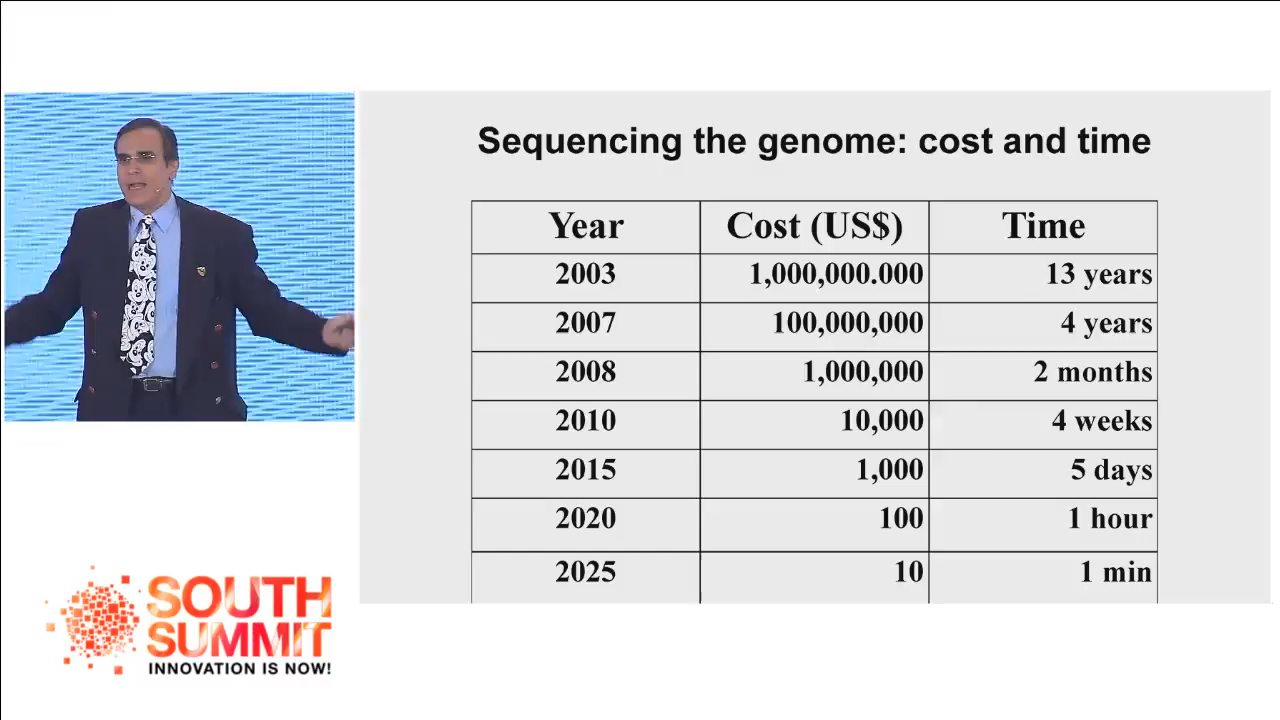 Sequencing the genome: cost and time
Year Cost (US$) Time
2003 1,000,000.000 13 years
2007 100,000,000 4 years
2008 1,000,000 2 months
2010 10,000 4 weeks
2015 1,000 5 days
2020 100 1 hour
2025 10 1 min
SOUTH
SUMMIT
INNOVATION IS NOW!